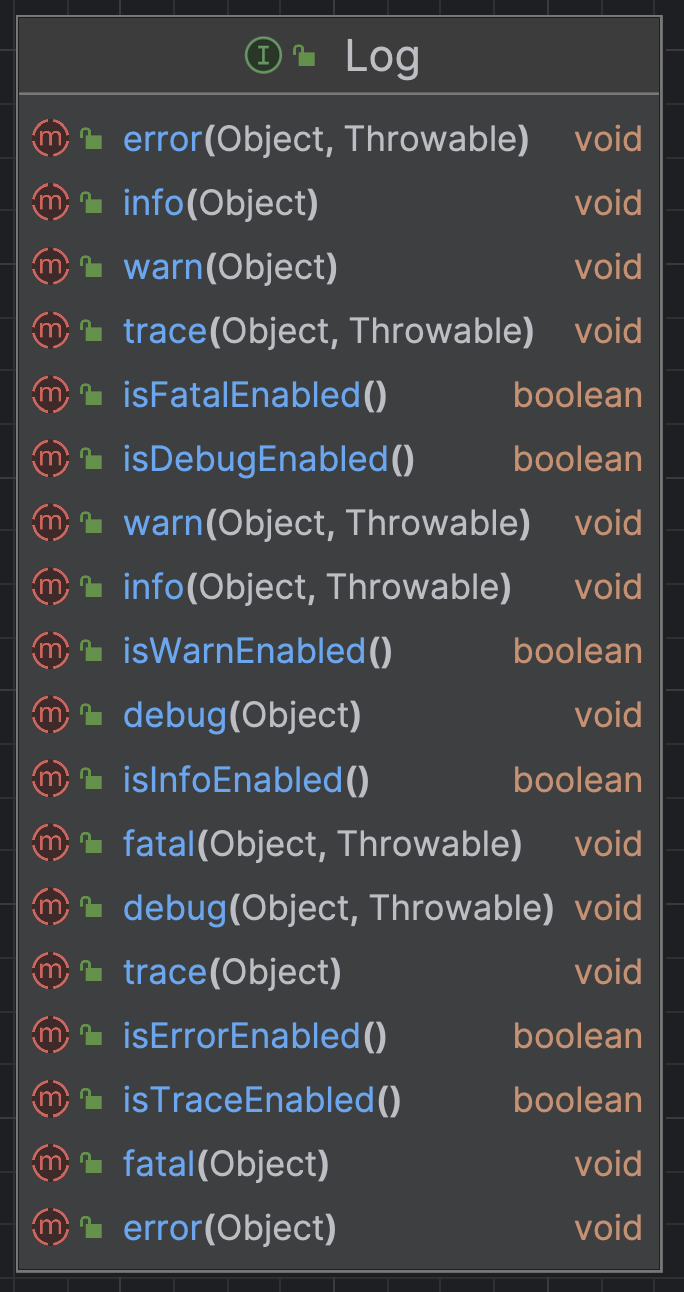 I Log
m error(Object, Throwable) void
m info(Object) void
m warn(Object) void
m trace(Object, Throwable) void
m isFatalEnabled() boolean
m isDebugEnabled() boolean
m warn(Object, Throwable) void
m info(Object, Throwable) void
m isWarnEnabled() boolean
m debug(Object) void
m isInfoEnabled() boolean
m fatal(Object, Throwable) void
m debug(Object, Throwable) void
m trace(Object) void
m isErrorEnabled() boolean
m isTraceEnabled() boolean
m fatal(Object) void
m error(Object) void